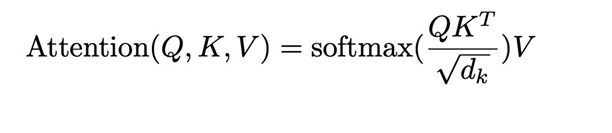 Attention(Q, K, V) = softmax(QK^T / √d_k)V